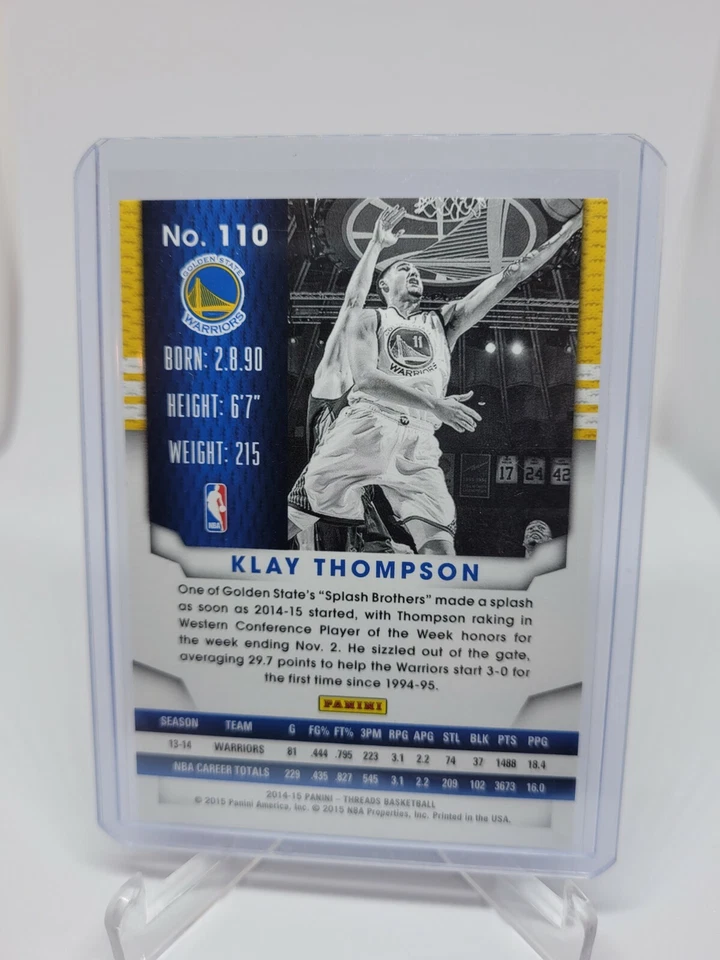 No. 110
GOLDEN STATE
WARRIORS
BORN: 2.8.90
HEIGHT: 6'7"
WEIGHT: 215
NBA
11
WARRIORS
17 24 42
KLAY THOMPSON
One of Golden State's "Splash Brothers" made a splash
as soon as 2014-15 started, with Thompson raking in
Western Conference Player of the Week honors for
the week ending Nov. 2. He sizzled out of the gate,
averaging 29.7 points to help the Warriors start 3-0 for
the first time since 1994-95.
PANINI
SEASON TEAM G FG% FT% 3PM RPG APG STL BLK PTS PPG
13-14 WARRIORS 81 .444 .795 223 3.1 2.2 74 37 1488 18.4
NBA CAREER TOTALS 229 .435 .827 545 3.1 2.2 209 102 3673 16.0
2014-15 PANINI – THREADS BASKETBALL
© 2015 Panini America, Inc. © 2015 NBA Properties, Inc. Printed in the USA.